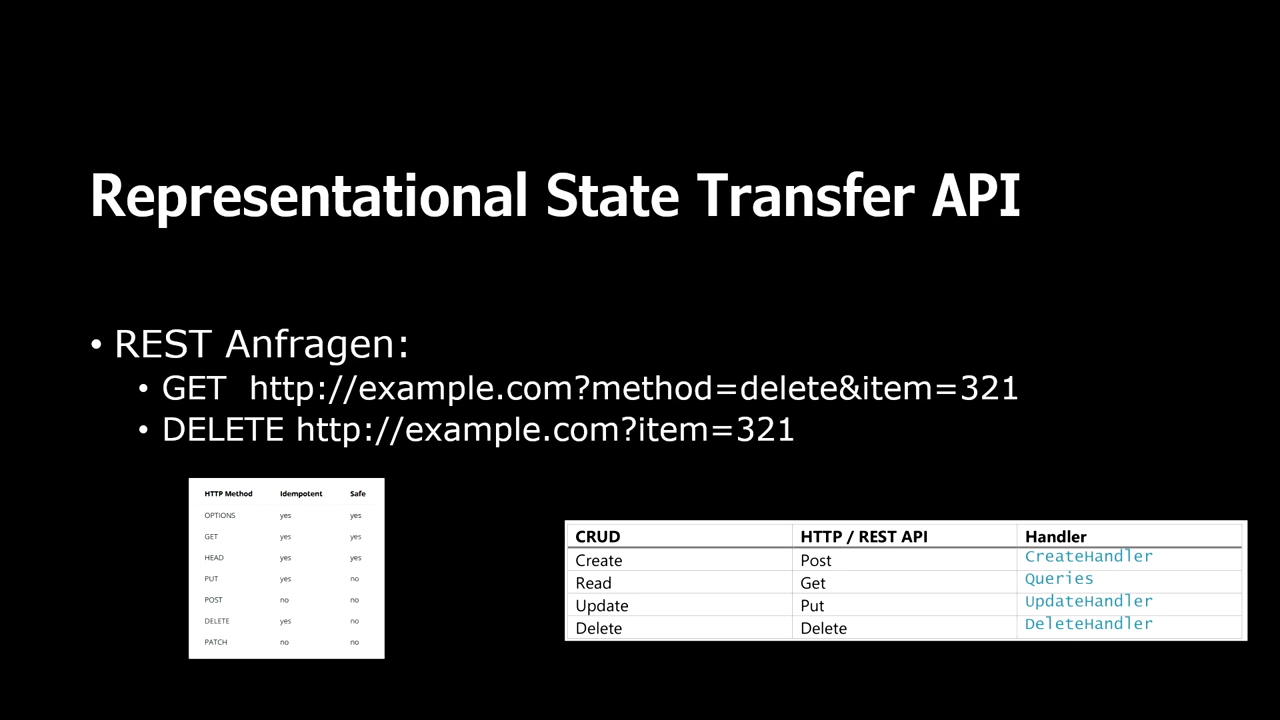 Representational State Transfer API
• REST Anfragen:
• GET  http://example.com?method=delete&item=321
• DELETE http://example.com?item=321
HTTP Method Idempotent Safe
OPTIONS yes yes
GET yes yes
HEAD yes yes
PUT yes no
POST no no
DELETE yes no
PATCH no no
CRUD HTTP / REST API Handler
Create Post CreateHandler
Read Get Queries
Update Put UpdateHandler
Delete Delete DeleteHandler